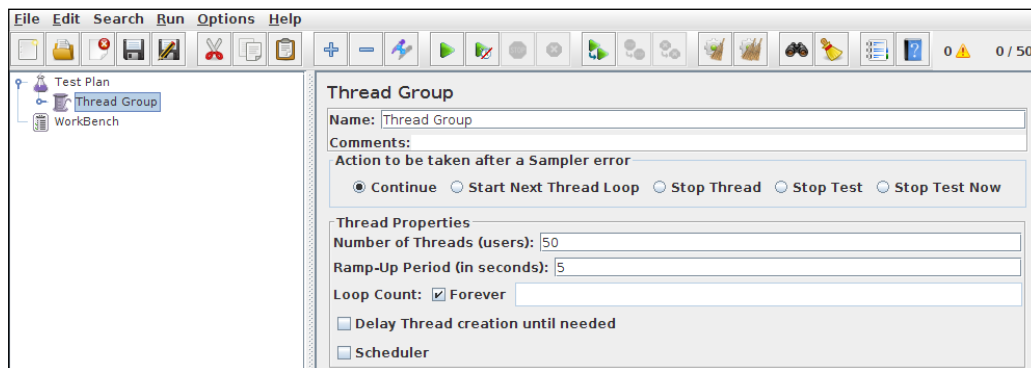 File Edit Search Run Options Help
0 0 / 50
Test Plan
Thread Group
WorkBench
Thread Group
Name: Thread Group
Comments:
Action to be taken after a Sampler error
Continue Start Next Thread Loop Stop Thread Stop Test Stop Test Now
Thread Properties
Number of Threads (users): 50
Ramp-Up Period (in seconds): 5
Loop Count: Forever
Delay Thread creation until needed
Scheduler